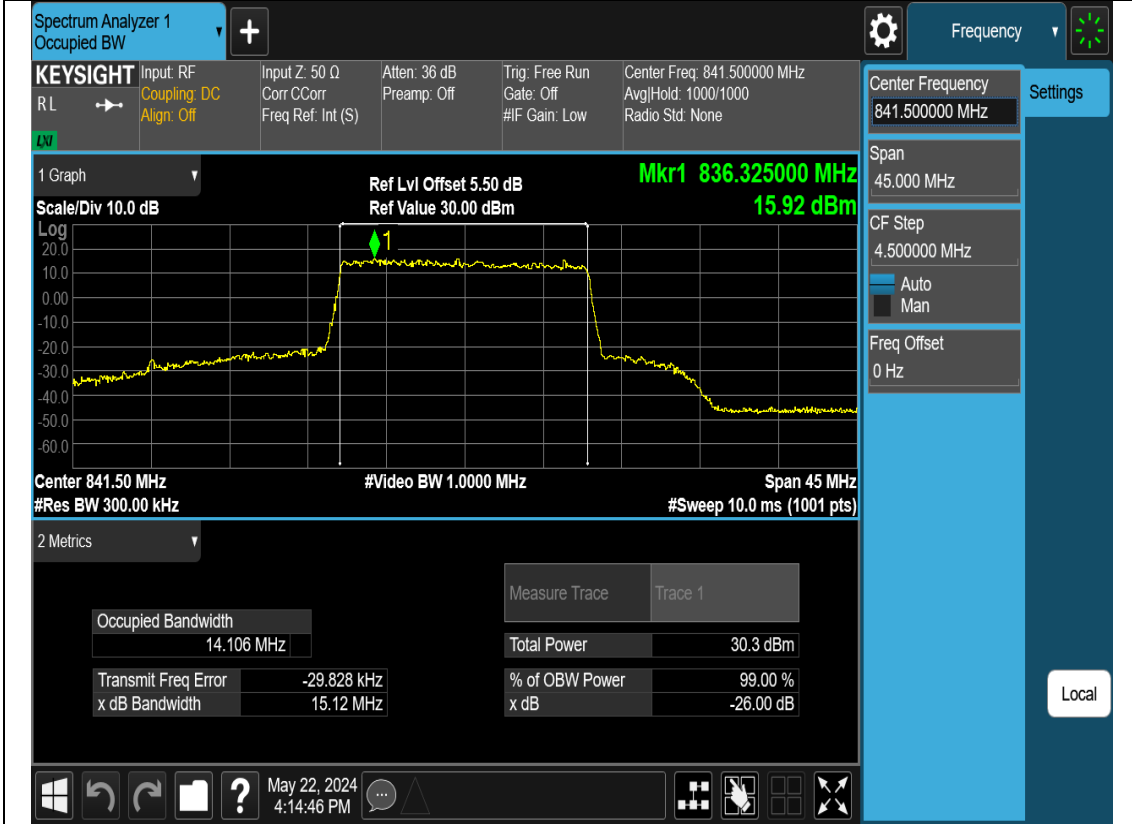 Spectrum Analyzer 1
Occupied BW
+
Frequency
KEYSIGHT
RL
LXI
Input: RF
Coupling: DC
Align: Off
Input Z: 50 Ω
Corr CCorr
Freq Ref: Int (S)
Atten: 36 dB
Preamp: Off
Trig: Free Run
Gate: Off
#IF Gain: Low
Center Freq: 841.500000 MHz
Avg|Hold: 1000/1000
Radio Std: None
Center Frequency
841.500000 MHz
Settings
Span
45.000 MHz
CF Step
4.500000 MHz
Auto
Man
Freq Offset
0 Hz
Local
1 Graph
Scale/Div 10.0 dB
Ref Lvl Offset 5.50 dB
Ref Value 30.00 dBm
Mkr1 836.325000 MHz
15.92 dBm
Log
20.0
10.0
0.00
-10.0
-20.0
-30.0
-40.0
-50.0
-60.0
1
Center 841.50 MHz
#Res BW 300.00 kHz
#Video BW 1.0000 MHz
Span 45 MHz
#Sweep 10.0 ms (1001 pts)
2 Metrics
Measure Trace Trace 1
Occupied Bandwidth
14.106 MHz
Total Power 30.3 dBm
Transmit Freq Error -29.828 kHz
% of OBW Power 99.00 %
x dB Bandwidth 15.12 MHz
x dB -26.00 dB
?
May 22, 2024
4:14:46 PM